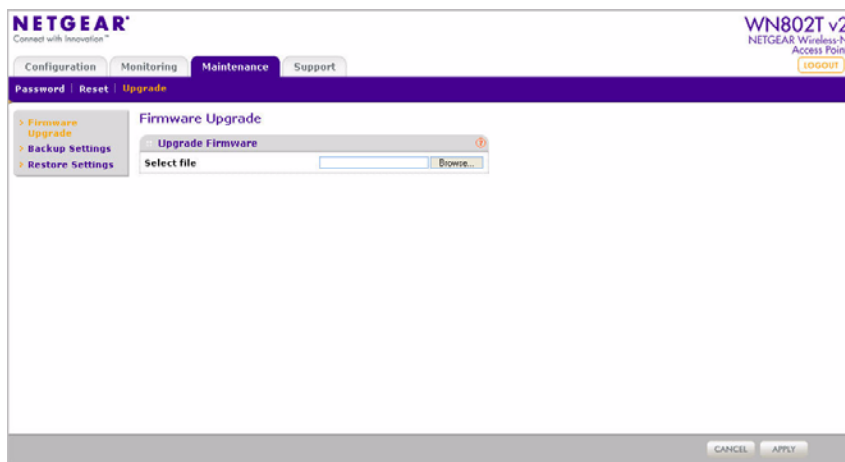 NETGEAR®
Connect with Innovation™
WN802T v2
NETGEAR Wireless-N
Access Point
LOGOUT
Configuration
Monitoring
Maintenance
Support
Password | Reset | Upgrade
Firmware Upgrade
Backup Settings
Restore Settings
Firmware Upgrade
Upgrade Firmware
?
Select file
Browse...
CANCEL
APPLY